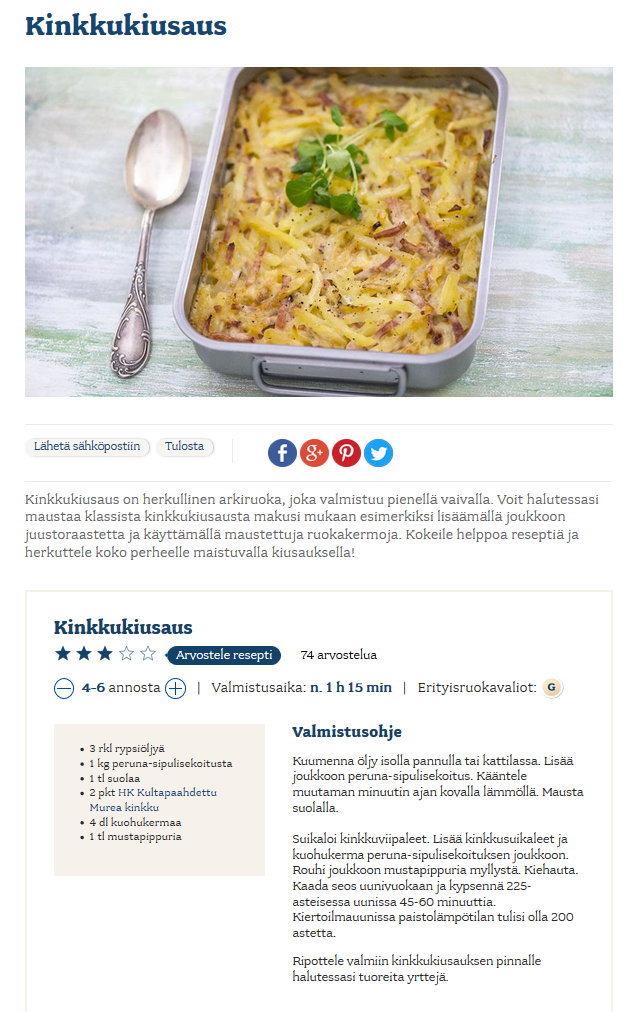 Kinkkukiusaus
Lähetä sähköpostiin
Tulosta
Kinkkukiusaus on herkullinen arkiruoka, joka valmistuu pienellä vaivalla. Voit halutessasi
maustaa klassista kinkkukiusausta makusi mukaan esimerkiksi lisäämällä joukkoon
juustoraastetta ja käyttämällä maustettuja ruokakermoja. Kokeile helppoa reseptiä ja
herkuttele koko perheelle maistuvalla kiusauksella!
Kinkkukiusaus
Arvostele resepti 74 arvostelua
4-6 annosta | Valmistusaika: n. 1 h 15 min | Erityisruokavaliot: G
• 3 rkl rypsiöljyä
• 1 kg peruna-sipulisekoitusta
• 1 tl suolaa
• 2 pkt HK Kultapaahdettu
Murea kinkku
• 4 dl kuohukermaa
• 1 tl mustapippuria
Valmistusohje
Kuumenna öljy isolla pannulla tai kattilassa. Lisää
joukkoon peruna-sipulisekoitus. Kääntele
muutaman minuutin ajan kovalla lämmöllä. Mausta
suolalla.
Suikaloi kinkkuviipaleet. Lisää kinkkusuikaleet ja
kuohukerma peruna-sipulisekoituksen joukkoon.
Rouhi joukkoon mustapippuria myllystä. Kiehauta.
Kaada seos uunivuokaan ja kypsennä 225-
asteisessa uunissa 45-60 minuuttia.
Kiertoilmauunissa paistolämpötilan tulisi olla 200
astetta.
Ripottele valmiin kinkkukiusauksen pinnalle
halutessasi tuoreita yrttejä.